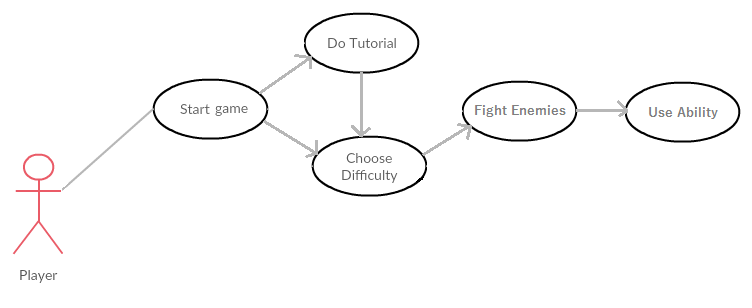 Do Tutorial
Start game
Fight Enemies
Use Ability
Choose
Difficulty
Player